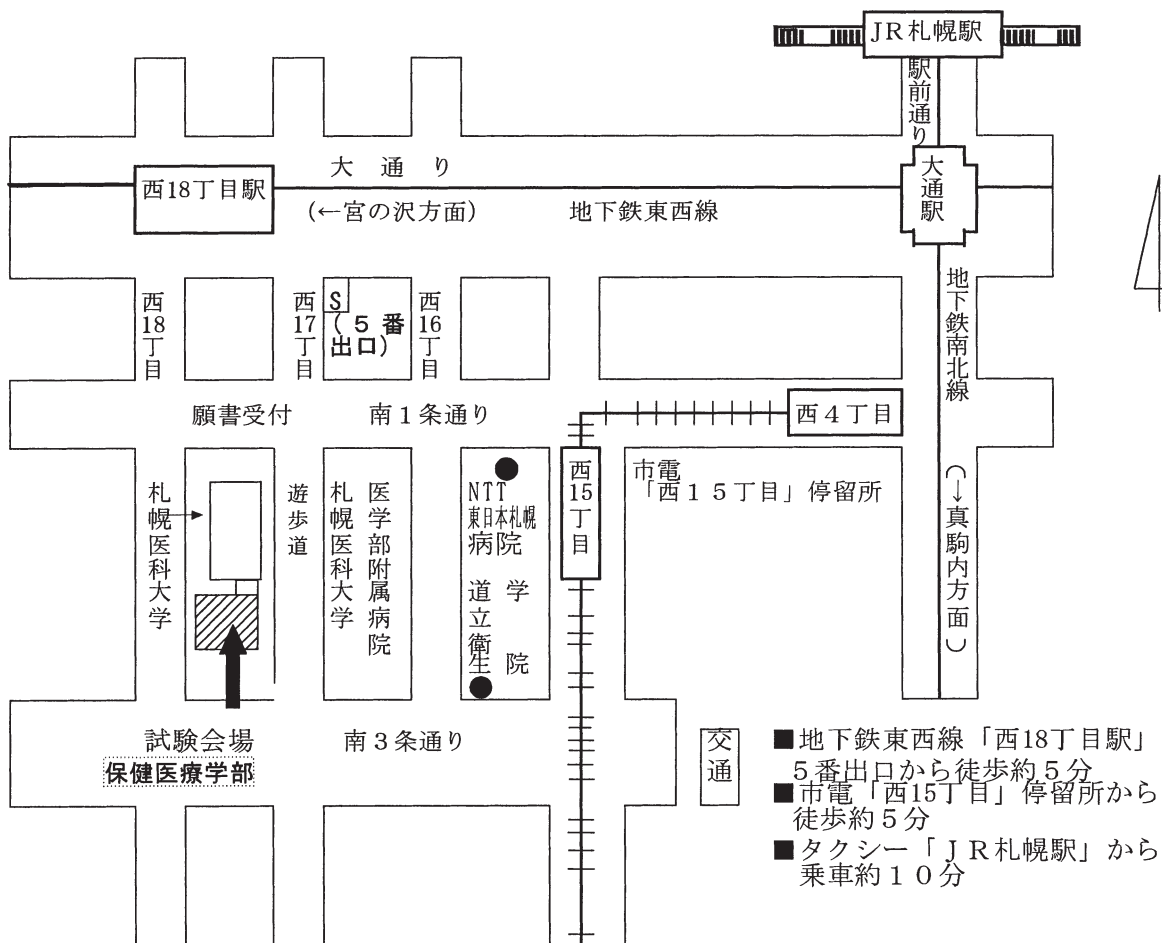 JR札幌駅
駅前通り
大通り
西18丁目駅
大通駅
(←宮の沢方面)
地下鉄東西線
西18丁目
西17丁目
S
(5番
出口)
西16丁目
地下鉄南北線
願書受付
南1条通り
西4丁目
札幌医科大学
遊歩道
札幌医科大学
医学部附属病院
NTT
東日本札幌
病院
道立衛生
学院
西15丁目
市電
「西15丁目」停留所
(→真駒内方面)
試験会場
保健医療学部
南3条通り
交通
■地下鉄東西線「西18丁目駅」
5番出口から徒歩約5分
■市電「西15丁目」停留所から
徒歩約5分
■タクシー「JR札幌駅」から
乗車約10分